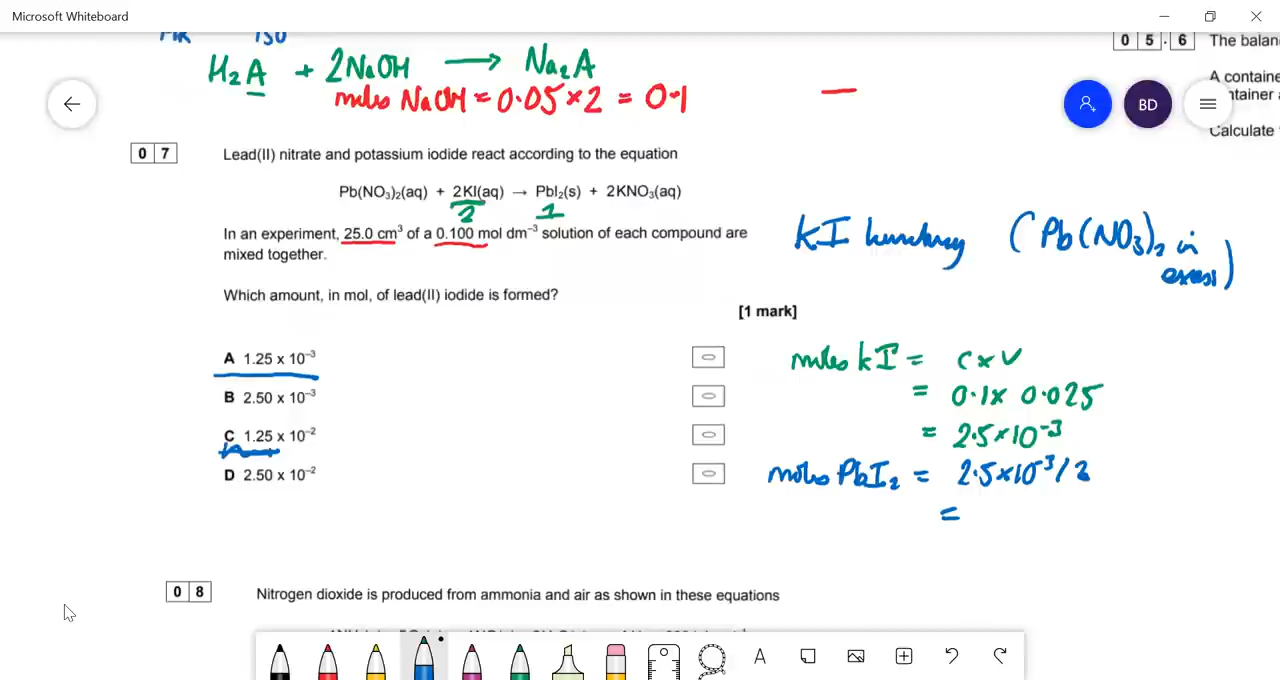 Microsoft Whiteboard
H₂A + 2NaOH → Na₂A
moles NaOH = 0.05 × 2 = 0.1
0 5 . 6 The balan
A containe
ntainer
Calculate
BD
0 7 Lead(II) nitrate and potassium iodide react according to the equation
Pb(NO₃)₂(aq) + 2KI(aq) → PbI₂(s) + 2KNO₃(aq)
2 1
In an experiment, 25.0 cm³ of a 0.100 mol dm⁻³ solution of each compound are
mixed together.
KI (Pb(NO₃)₂ in
excess)
Which amount, in mol, of lead(II) iodide is formed?
[1 mark]
A 1.25 x 10⁻³
B 2.50 x 10⁻³
C 1.25 x 10⁻²
D 2.50 x 10⁻²
moles KI = C × V
= 0.1 × 0.025
= 2.5×10⁻³
moles PbI₂ = 2.5×10⁻³/2
=
0 8 Nitrogen dioxide is produced from ammonia and air as shown in these equations